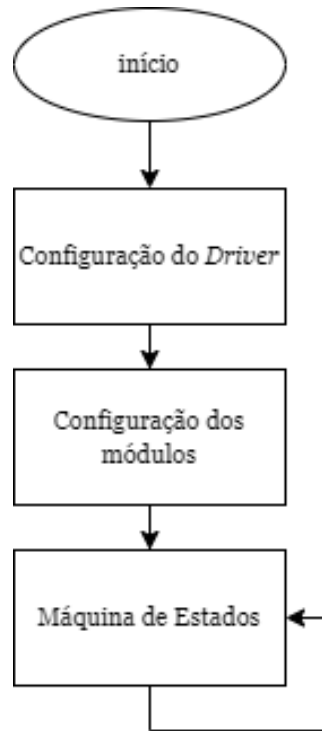 início
Configuração do Driver
Configuração dos
módulos
Máquina de Estados